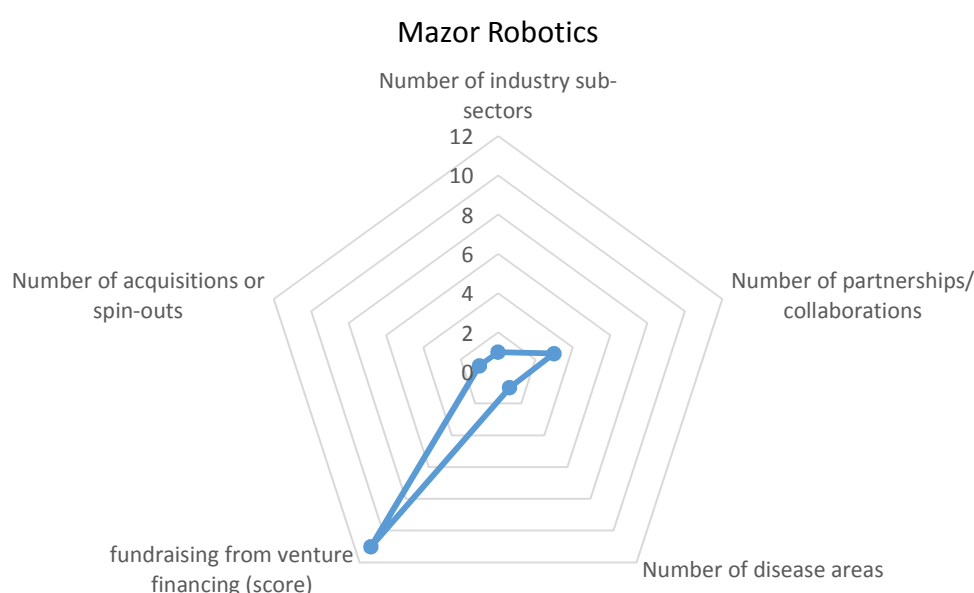 Mazor Robotics
Number of industry sub-
sectors
12
10
8
6
4
2
0
Number of acquisitions or
spin-outs
Number of partnerships/
collaborations
fundraising from venture
financing (score)
Number of disease areas